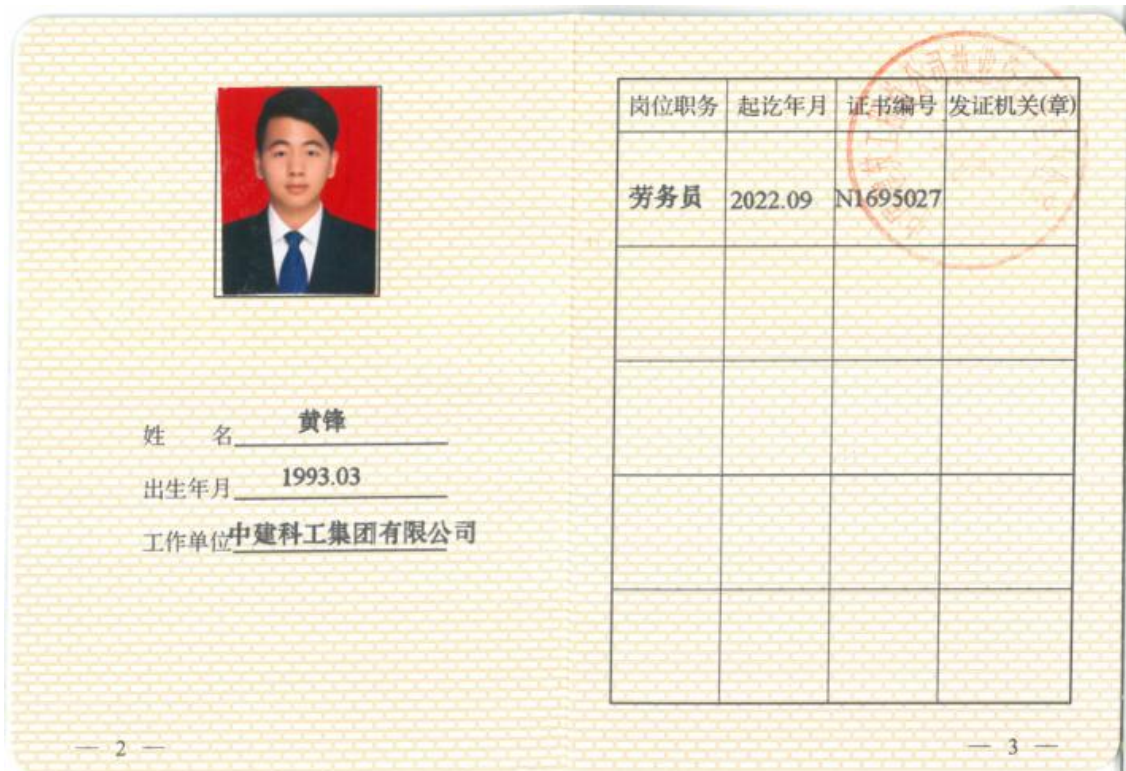 姓 名 黄锋
出生年月 1993.03
工作单位 中建科工集团有限公司
— 2 —
岗位职务 起讫年月 证书编号 发证机关(章)
劳务员 2022.09 N1695027
— 3 —